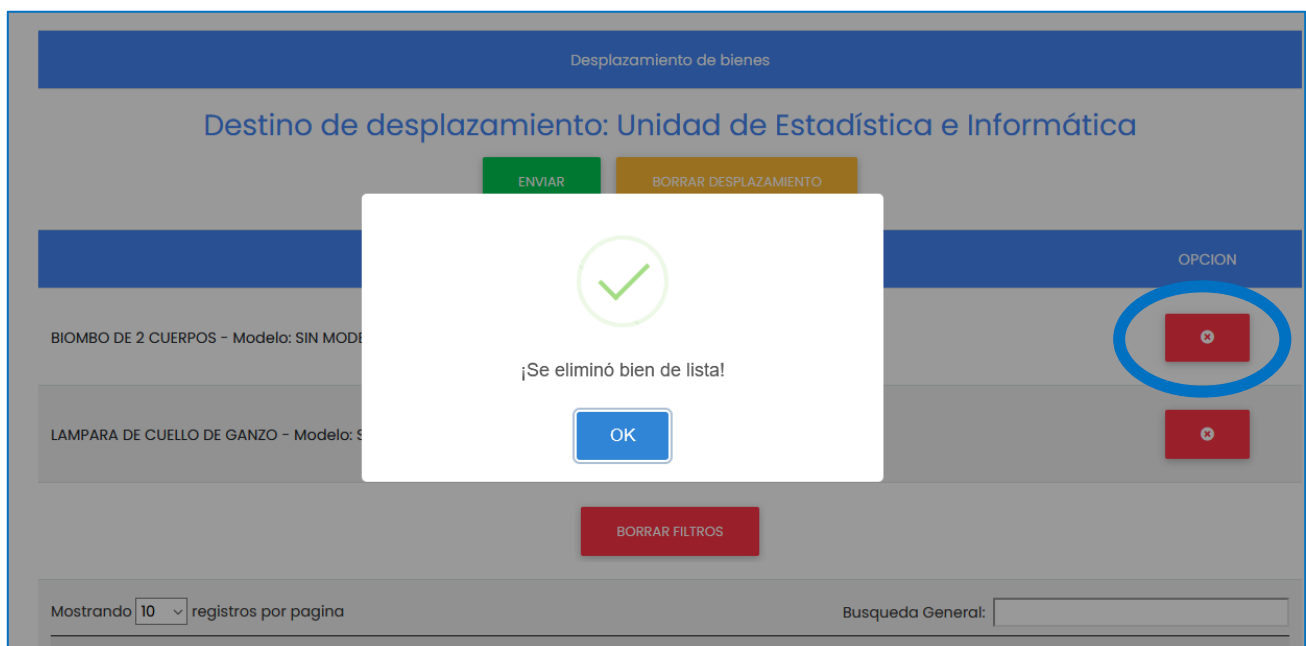 Desplazamiento de bienes
Destino de desplazamiento: Unidad de Estadística e Informática
ENVIAR BORRAR DESPLAZAMIENTO
OPCION
BIOMBO DE 2 CUERPOS - Modelo: SIN
¡Se eliminó bien de lista!
OK
LAMPARA DE CUELLO DE GANZO - Modelo:
BORRAR FILTROS
Mostrando 10 registros por pagina Busqueda General: